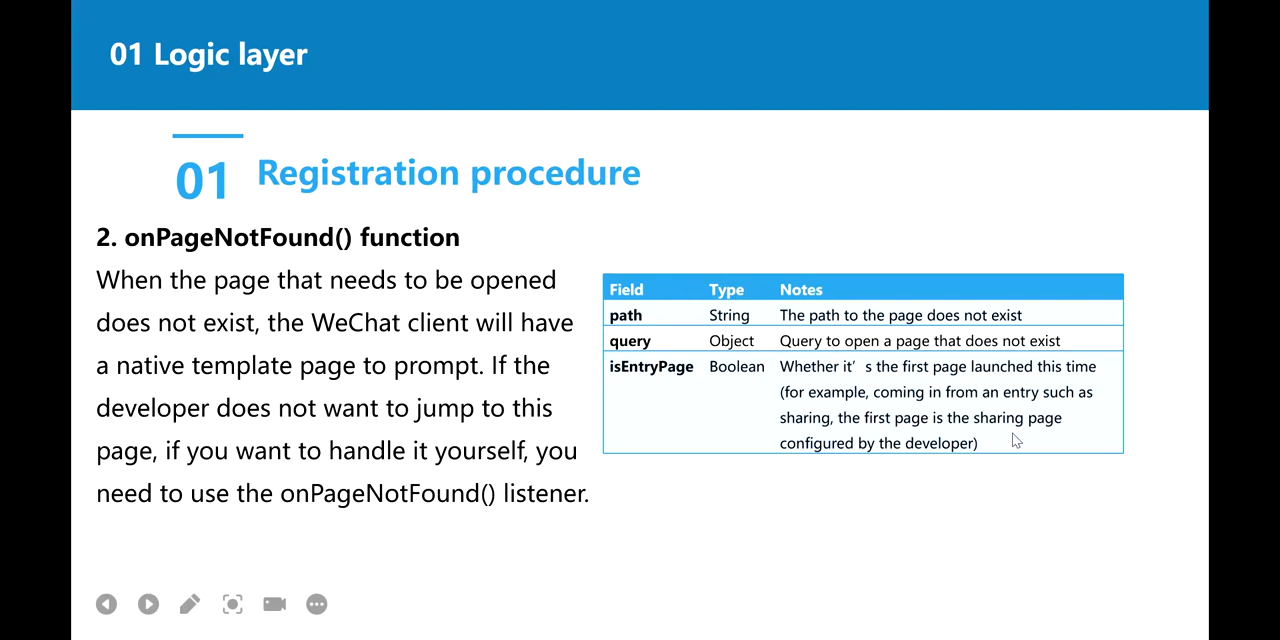 01 Logic layer
01 Registration procedure
2. onPageNotFound() function
When the page that needs to be opened
does not exist, the WeChat client will have
a native template page to prompt. If the
developer does not want to jump to this
page, if you want to handle it yourself, you
need to use the onPageNotFound() listener.
Field Type Notes
path String The path to the page does not exist
query Object Query to open a page that does not exist
isEntryPage Boolean Whether it’s the first page launched this time
(for example, coming in from an entry such as
sharing, the first page is the sharing page
configured by the developer)